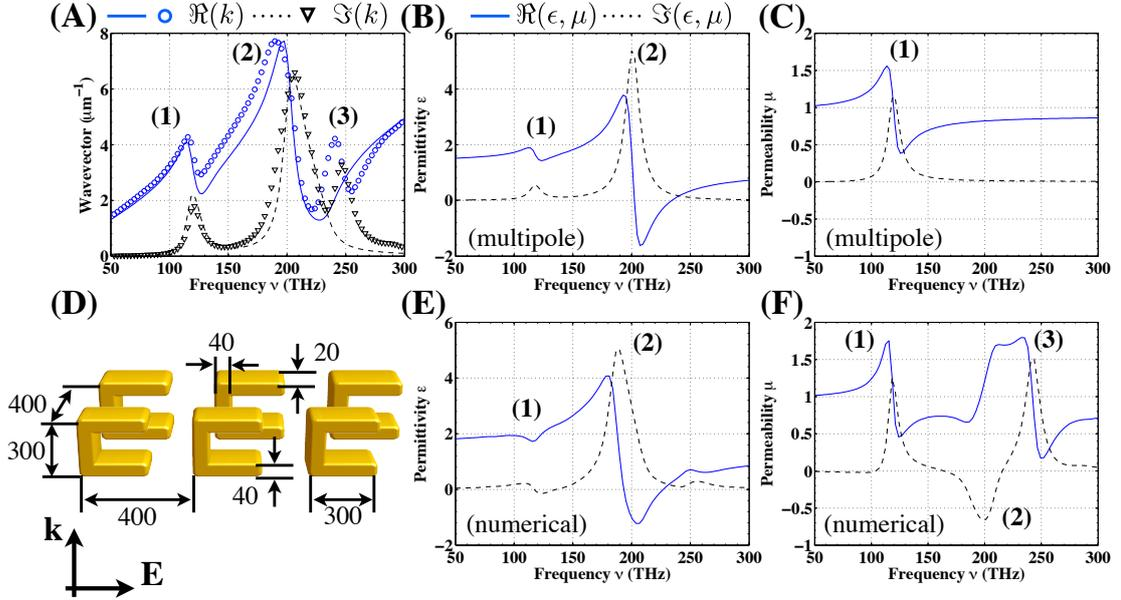 (A) ℜ(k) ℑ(k)
8
6
4
2
0
50 100 150 200 250 300
Wavevector (μm⁻¹)
Frequency ν (THz)
(1)
(2)
(3)
(B) ℜ(ϵ, μ) ℑ(ϵ, μ)
6
4
2
0
−2
50 100 150 200 250 300
Permittivity ε
Frequency ν (THz)
(1)
(2)
(multipole)
(C)
2
1.5
1
0.5
0
−0.5
−1
50 100 150 200 250 300
Permeability μ
Frequency ν (THz)
(1)
(multipole)
(D)
40
20
400
300
40
400
300
k
E
(E)
6
4
2
0
−2
50 100 150 200 250 300
Permittivity ε
Frequency ν (THz)
(1)
(2)
(numerical)
(F)
2
1.5
1
0.5
0
−0.5
−1
50 100 150 200 250 300
Permeability μ
Frequency ν (THz)
(1)
(3)
(2)
(numerical)